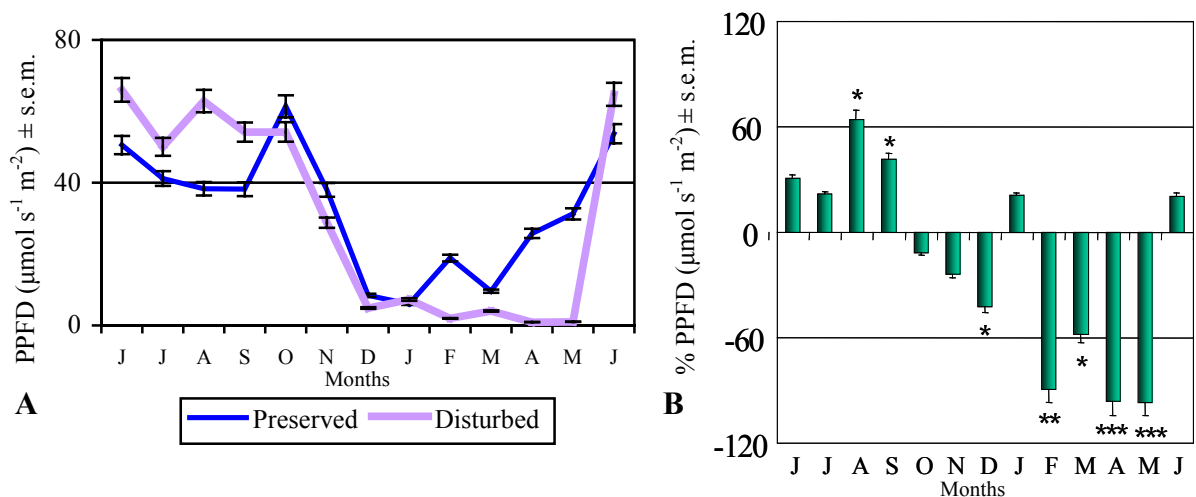 PPFD (µmol s⁻¹ m⁻²) ± s.e.m.
80
40
0
J J A S O N D J F M A M J
Months
A
Preserved Disturbed
% PPFD (µmol s⁻¹ m⁻²) ± s.e.m.
120
60
0
-60
-120
*
*
*
**
*
***
***
J J A S O N D J F M A M J
Months
B